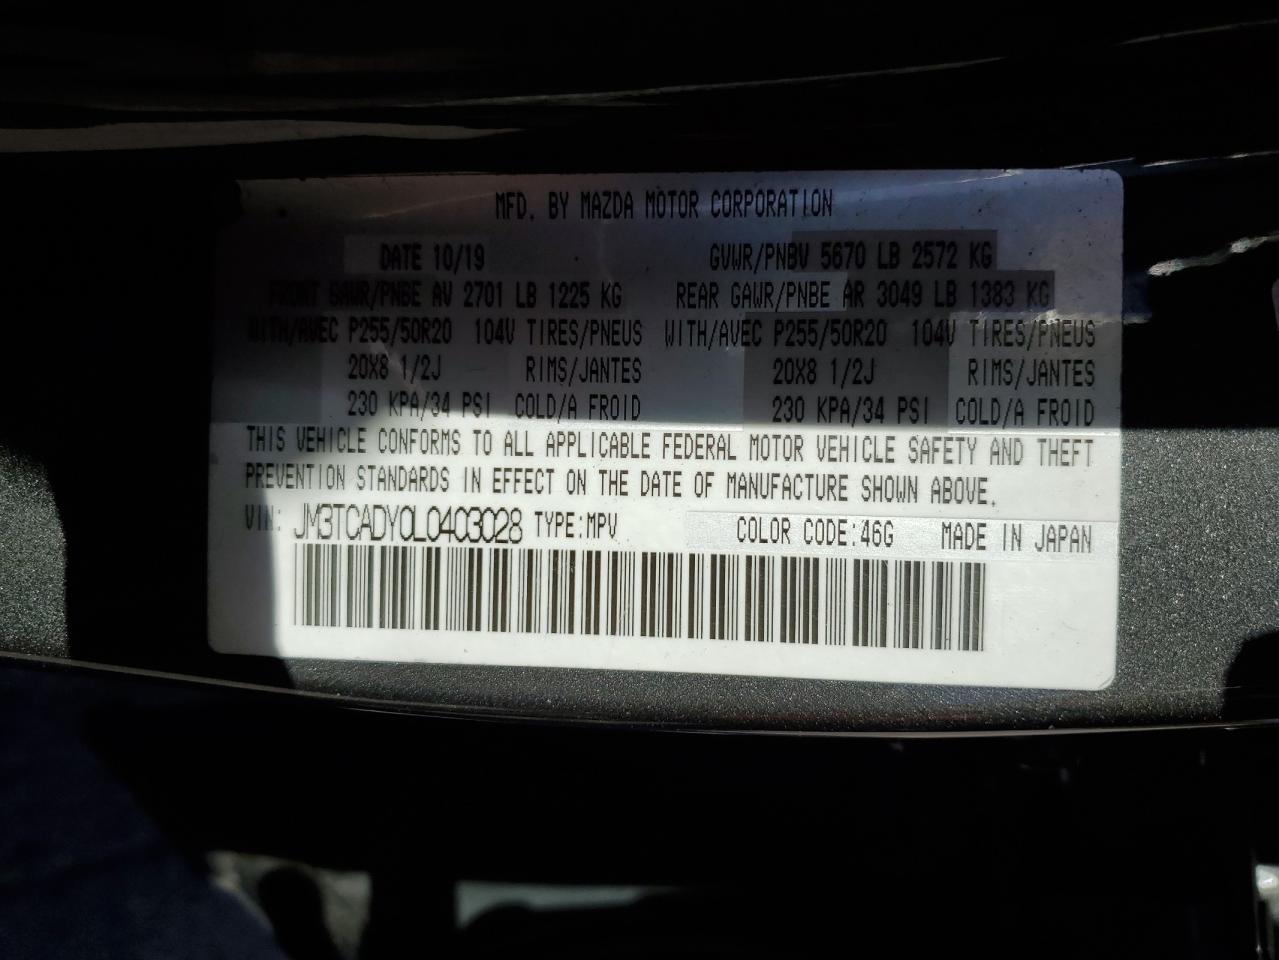 MFD. BY MAZDA MOTOR CORPORATION
DATE 10/19 GVWR/PNBV 5670 LB 2572 KG
FRONT GAWR/PNBE AV 2701 LB 1225 KG REAR GAWR/PNBE AR 3049 LB 1383 KG
WITH/AVEC P255/50R20 104V TIRES/PNEUS WITH/AVEC P255/50R20 104V TIRES/PNEUS
20X8 1/2J RIMS/JANTES 20X8 1/2J RIMS/JANTES
230 KPA/34 PSI COLD/A FROID 230 KPA/34 PSI COLD/A FROID
THIS VEHICLE CONFORMS TO ALL APPLICABLE FEDERAL MOTOR VEHICLE SAFETY AND THEFT
PREVENTION STANDARDS IN EFFECT ON THE DATE OF MANUFACTURE SHOWN ABOVE.
VIN: JM3TCADY0L0403028 TYPE:MPV COLOR CODE:46G MADE IN JAPAN